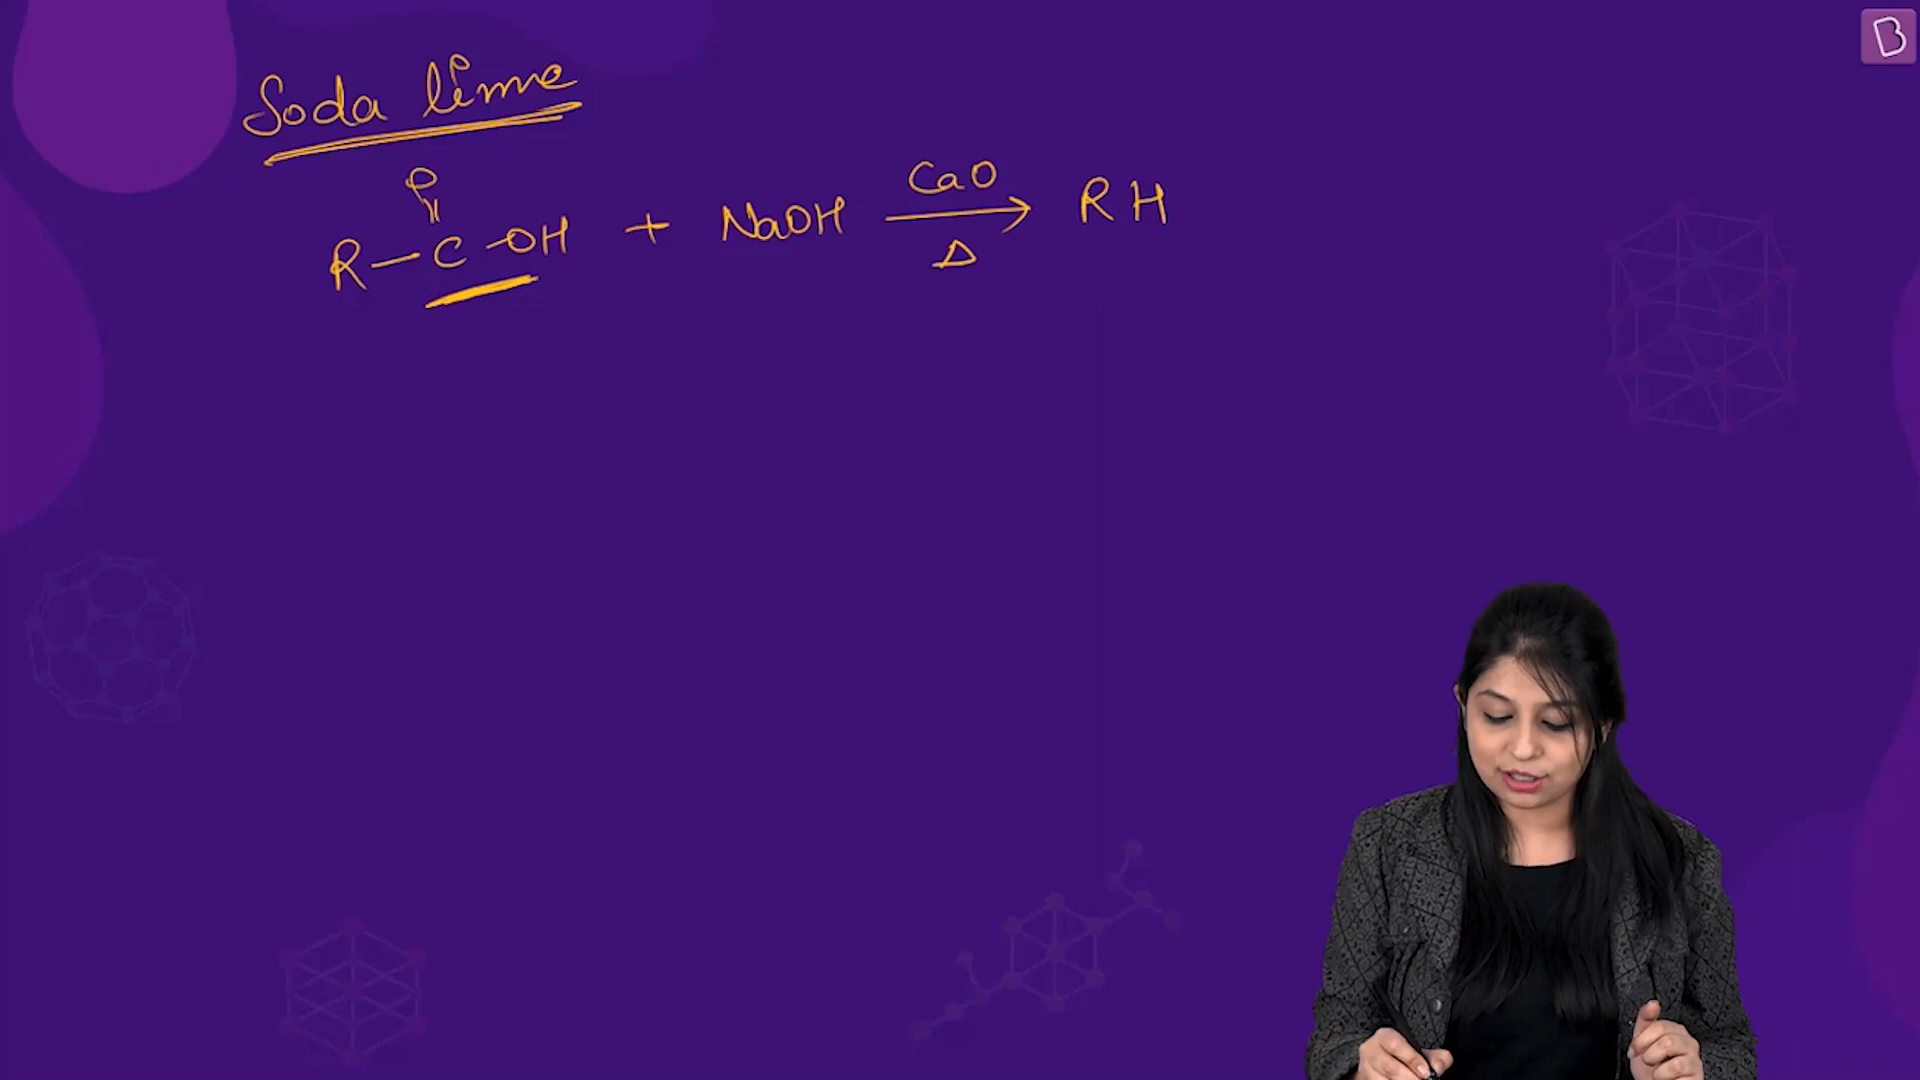 Soda lime
O
R-C-OH + NaOH CaO → RH
Δ
B